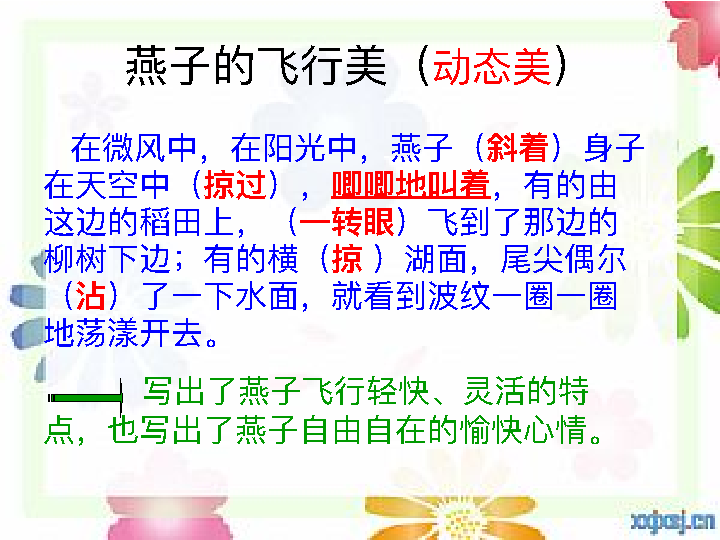 燕子的飞行美（动态美）
在微风中，在阳光中，燕子（斜着）身子
在天空中（掠过），唧唧地叫着，有的由
这边的稻田上，（一转眼）飞到了那边的
柳树下边；有的横（掠 ）湖面，尾尖偶尔
（沾）了一下水面，就看到波纹一圈一圈
地荡漾开去。
写出了燕子飞行轻快、灵活的特
点，也写出了燕子自由自在的愉快心情。